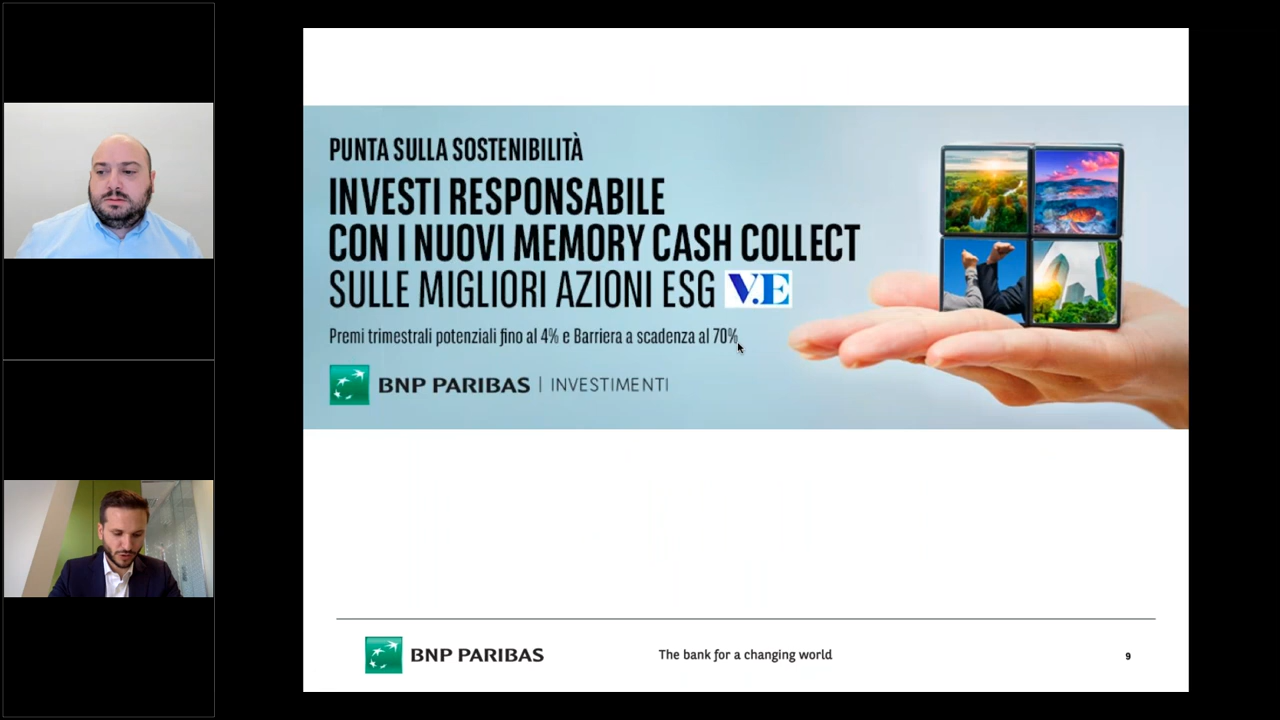 PUNTA SULLA SOSTENIBILITÀ
INVESTI RESPONSABILE
CON I NUOVI MEMORY CASH COLLECT
SULLE MIGLIORI AZIONI ESG V.E
Premi trimestrali potenziali fino al 4% e Barriera a scadenza al 70%
BNP PARIBAS | INVESTIMENTI
BNP PARIBAS
The bank for a changing world
9